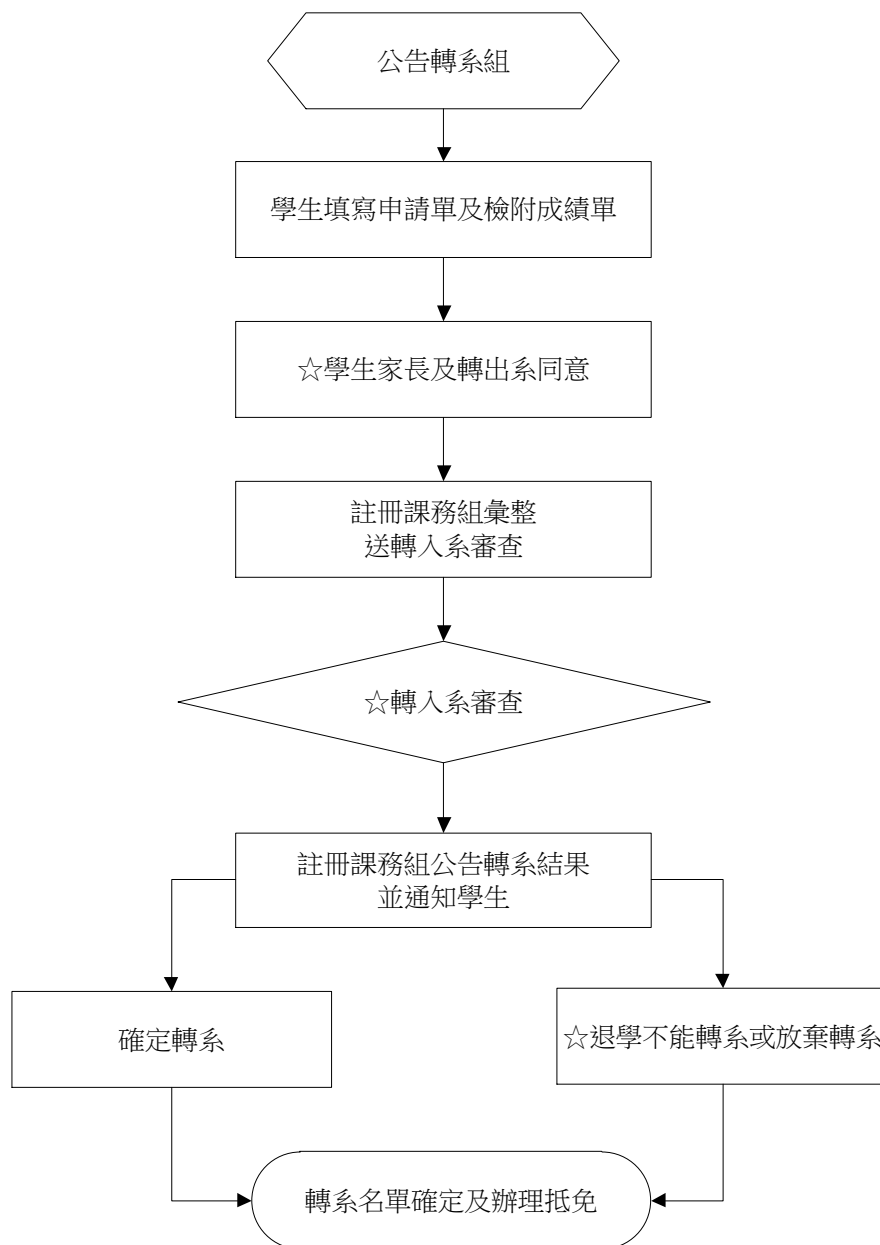 公告轉系組
學生填寫申請單及檢附成績單
☆學生家長及轉出系同意
註冊課務組彙整
送轉入系審查
☆轉入系審查
註冊課務組公告轉系結果
並通知學生
確定轉系
☆退學不能轉系或放棄轉系
轉系名單確定及辦理抵免